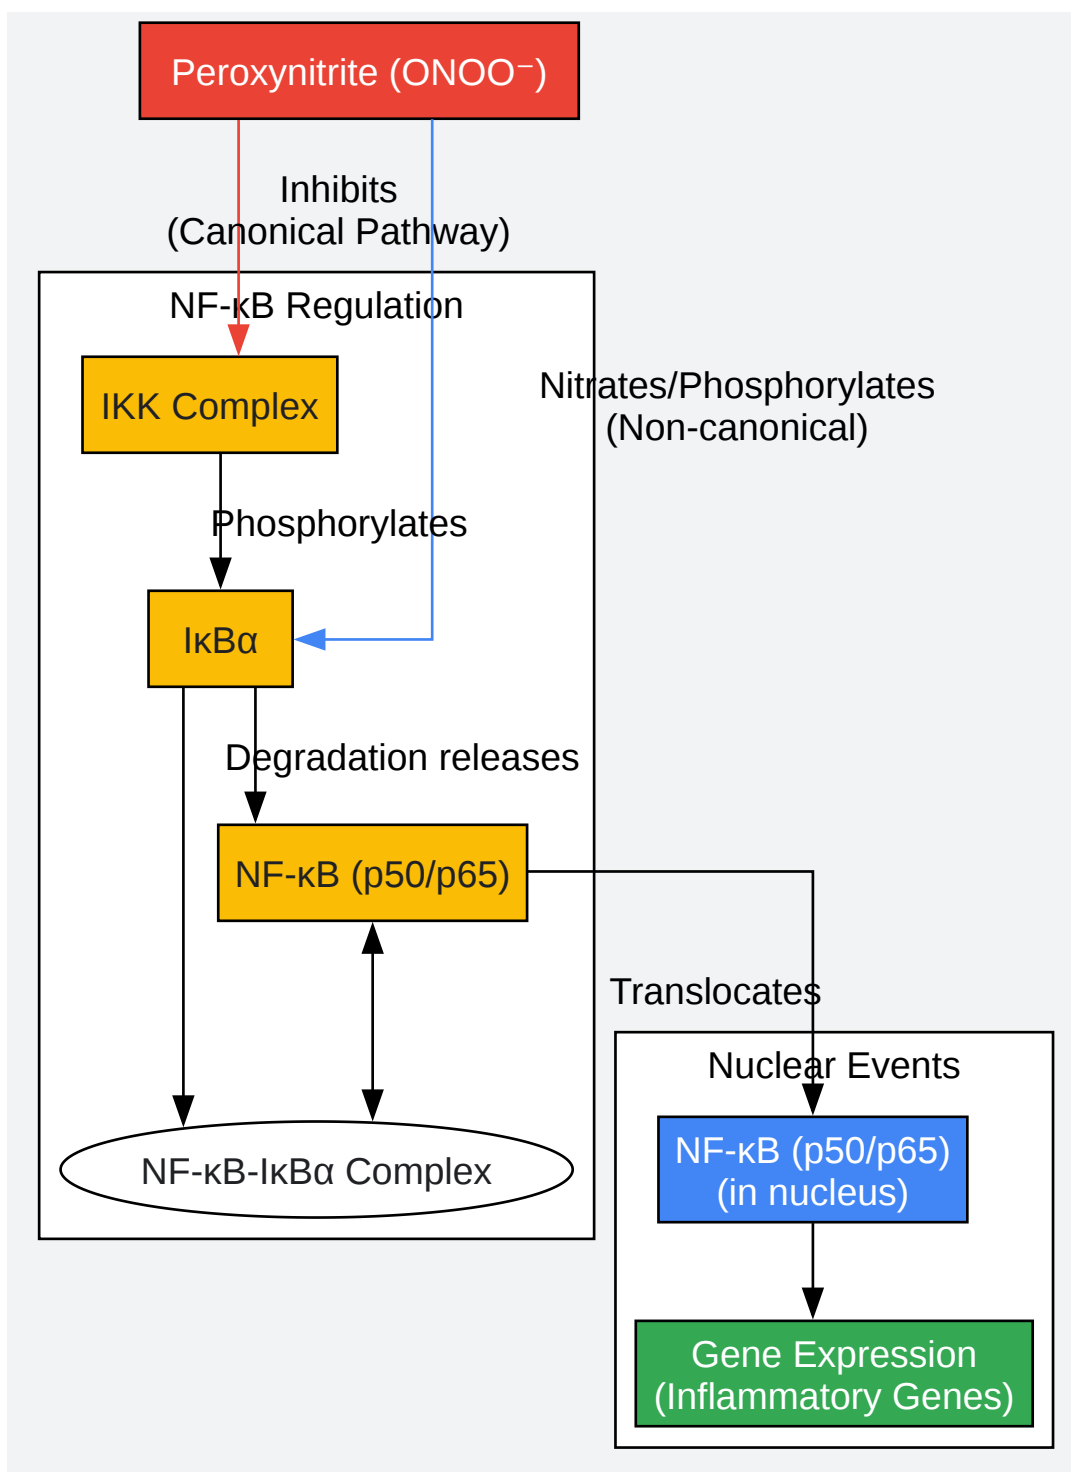 Peroxynitrite (ONOO⁻)
Inhibits
(Canonical Pathway)
NF-κB Regulation
Nitrates/Phosphorylates
(Non-canonical)
IKK Complex
Phosphorylates
IκBα
Degradation releases
NF-κB (p50/p65)
Translocates
Nuclear Events
NF-κB (p50/p65)
(in nucleus)
NF-κB-IκBα Complex
Gene Expression
(Inflammatory Genes)